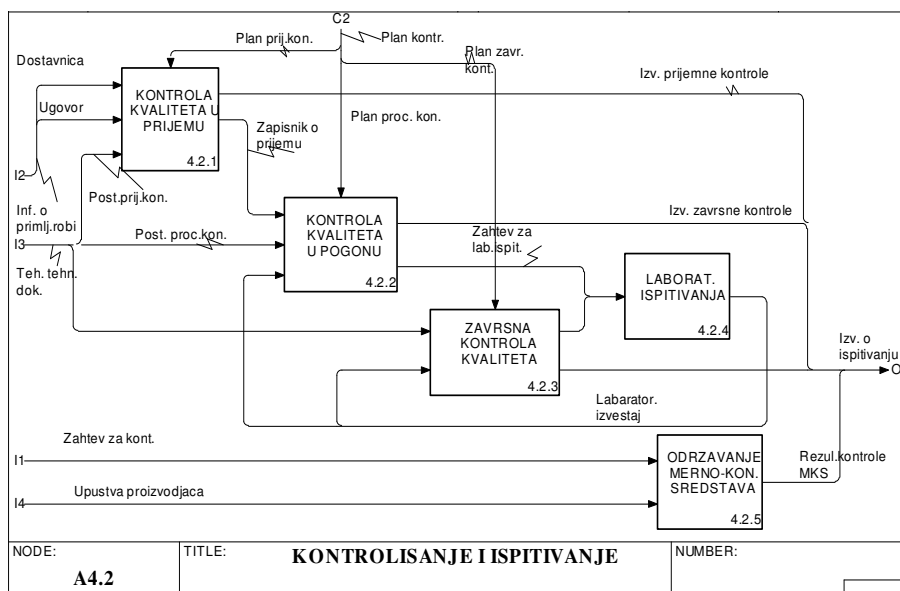 C2
Plan prij.kon.
Plan kontr.
Plan zavr.
kont.
Dostavnica
Izv. prijemne kontrole
KONTROLA
KVALITETA U
PRIJEMU
4.2.1
Ugovor
Zapisnik o
prijemu
Plan proc. kon.
I2
Post.prij.kon.
Inf. o
primlj.robi
KONTROLA
KVALITETA
U POGONU
4.2.2
Izv. zavrsne kontrole
I3
Post. proc.kon.
Zahtev za
lab.ispit.
Teh. tehn.
dok.
LABORAT.
ISPITIVANJA
4.2.4
ZAVRSNA
KONTROLA
KVALITETA
4.2.3
Izv. o
ispitivanju
O
Labarator.
izvestaj
Zahtev za kont.
I1
ODRZAVANJE
MERNO-KON.
SREDSTAVA
4.2.5
Rezul.kontrole
MKS
Upustva proizvodjaca
I4
NODE:
A4.2
TITLE:
KONTROLISANJE I ISPITIVANJE
NUMBER: